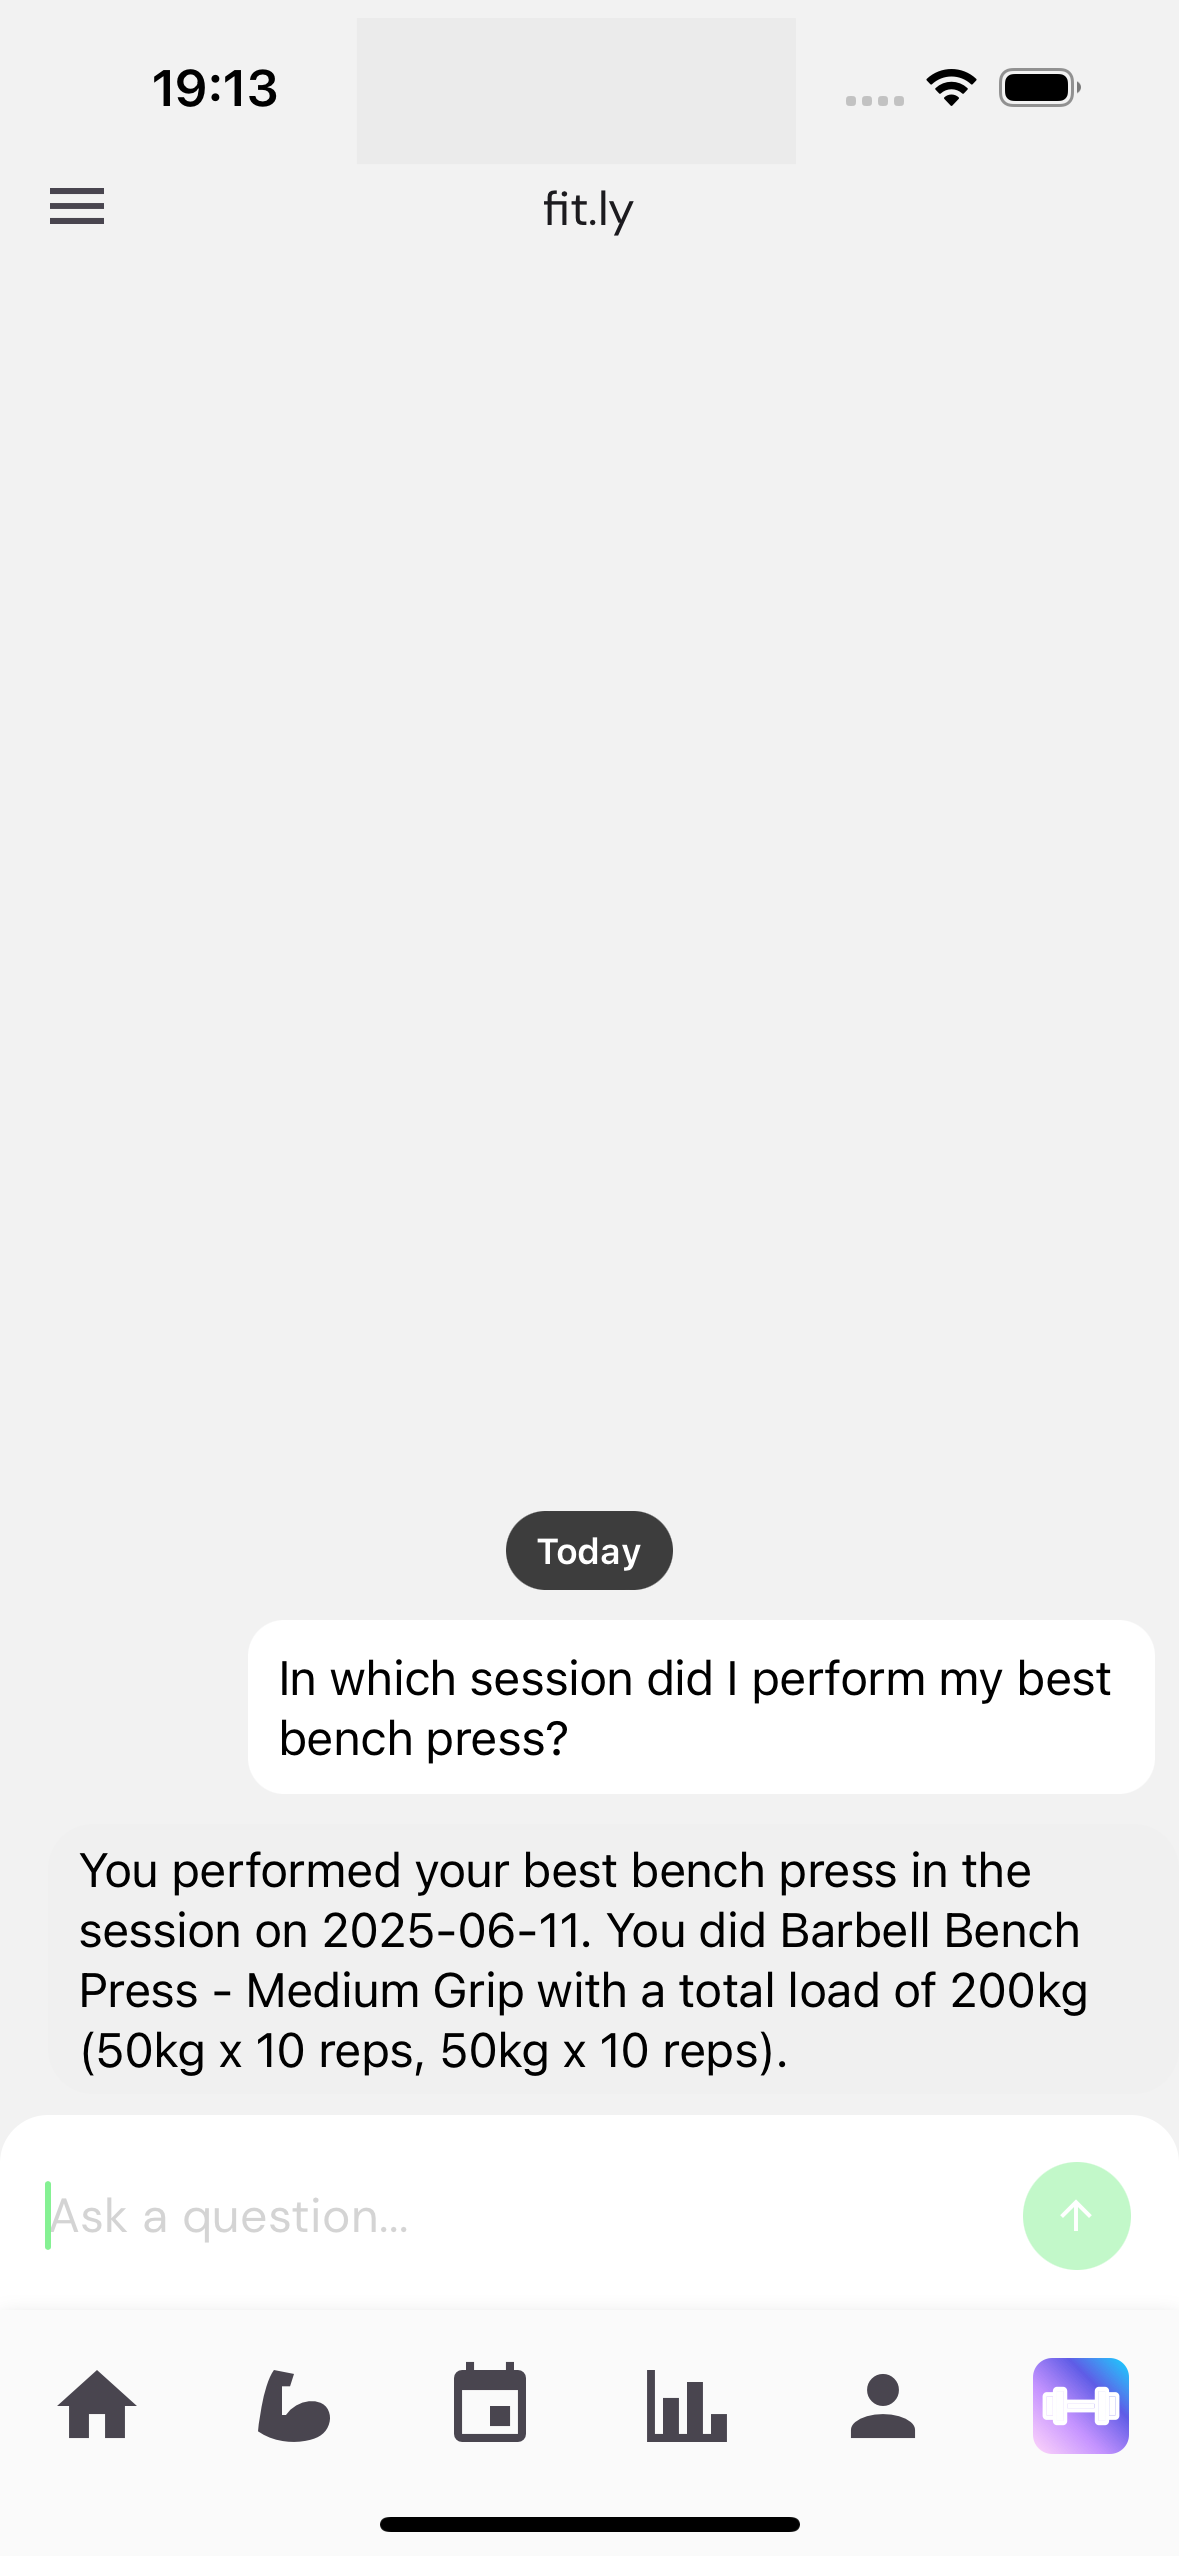 19:13
fit.ly
Today
In which session did I perform my best
bench press?
You performed your best bench press in the
session on 2025-06-11. You did Barbell Bench
Press - Medium Grip with a total load of 200kg
(50kg x 10 reps, 50kg x 10 reps).
Ask a question...